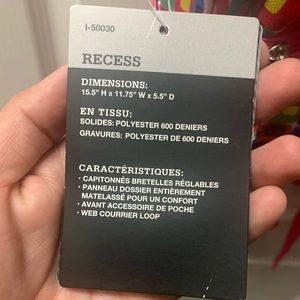 I-50030
RECESS
DIMENSIONS:
15.5" H x 11.75" W x 5.5" D
EN TISSU:
SOLIDES: POLYESTER 600 DENIERS
GRAVURES: POLYESTER DE 600 DENIERS
CARACTÉRISTIQUES:
• CAPITONNÉS BRETELLES RÉGLABLES
• PANNEAU DOSSIER ENTIÈREMENT
MATELASSÉ POUR UN CONFORT
• AVANT ACCESSOIRE DE POCHE
• WEB COURRIER LOOP